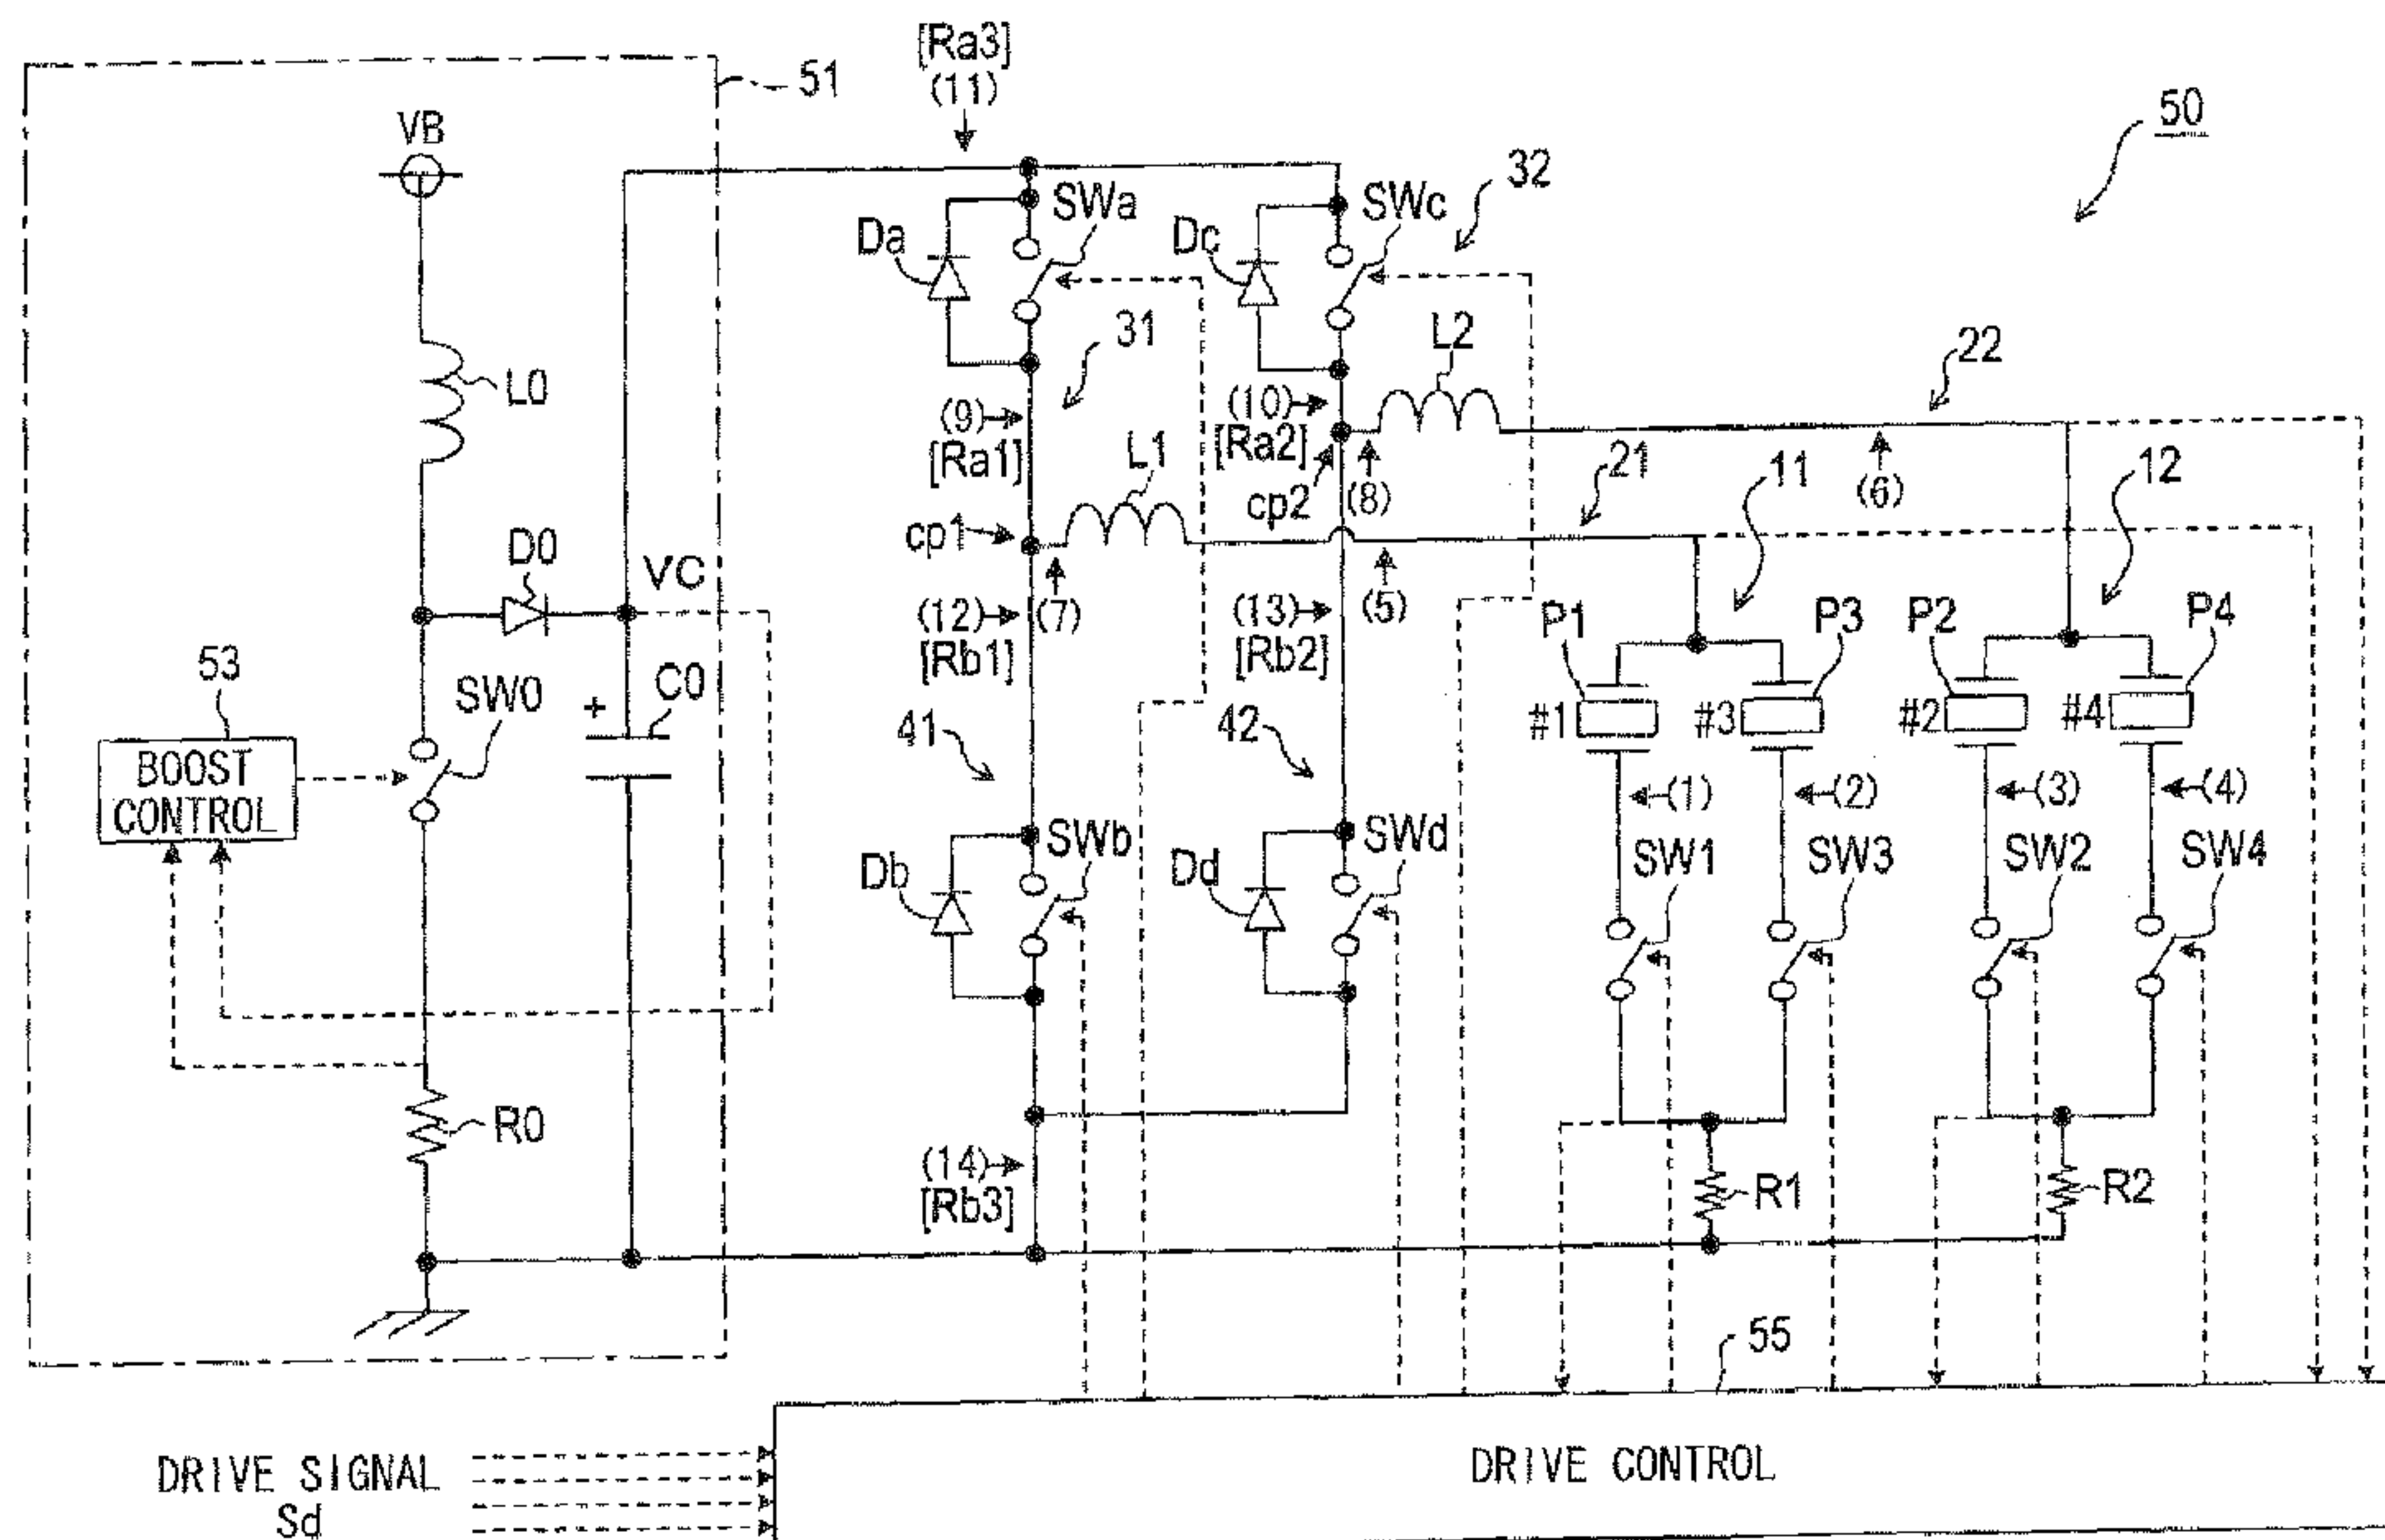 [Ra3]
(11)
51
50
VB
32
SWa
SWc
Da
Dc
31
L2
22
L0
(9)
[Ra1]
(10)
[Ra2]
L1
21
11
12
cp2
(8)
(6)
cp1
D0
VC
(12)
[Rb1]
(7)
(13)
[Rb2]
(5)
P1
P3
P2
P4
53
SW0
+
C0
#1
#3
#2
#4
41
42
BOOST
CONTROL
(1)
(2)
(3)
(4)
Db
SWb
Dd
SWd
SW1
SW3
SW2
SW4
R0
(14)
[Rb3]
R1
R2
55
DRIVE SIGNAL
Sd
DRIVE CONTROL